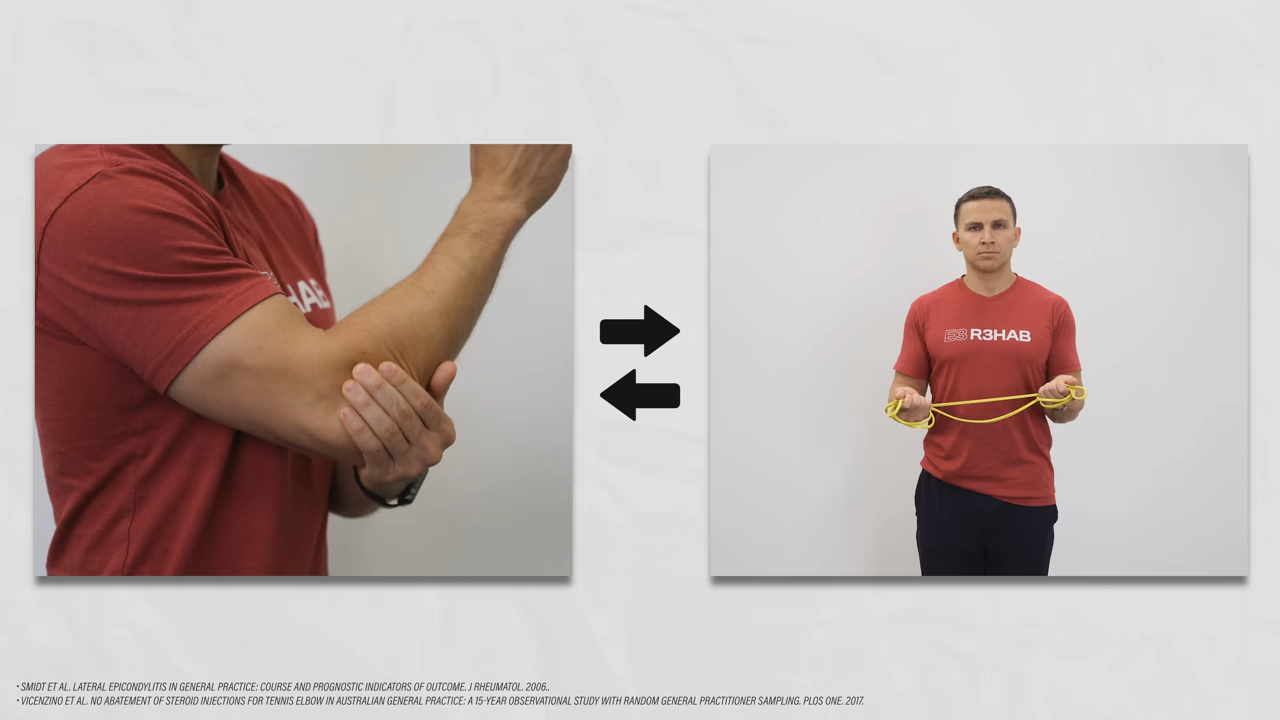 HAB
E3 R3HAB
• SMIDT ET AL. LATERAL EPICONDYLITIS IN GENERAL PRACTICE: COURSE AND PROGNOSTIC INDICATORS OF OUTCOME. J RHEUMATOL. 2006..
• VICENZINO ET AL. NO ABATEMENT OF STEROID INJECTIONS FOR TENNIS ELBOW IN AUSTRALIAN GENERAL PRACTICE: A 15-YEAR OBSERVATIONAL STUDY WITH RANDOM GENERAL PRACTITIONER SAMPLING. PLOS ONE. 2017.